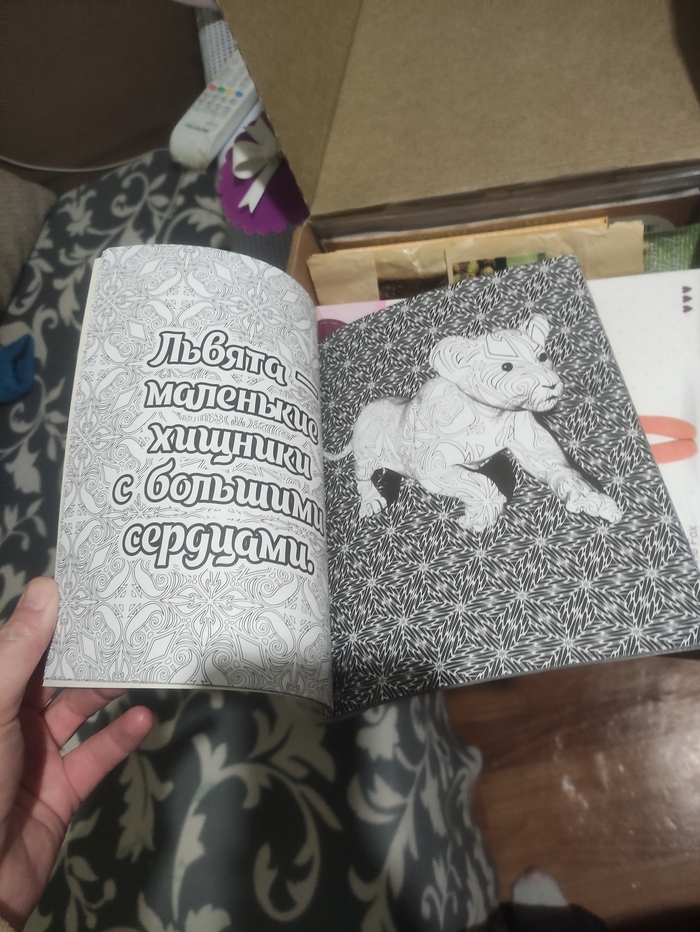 Львята —
маленькие
хищники
с большими
сердцами.